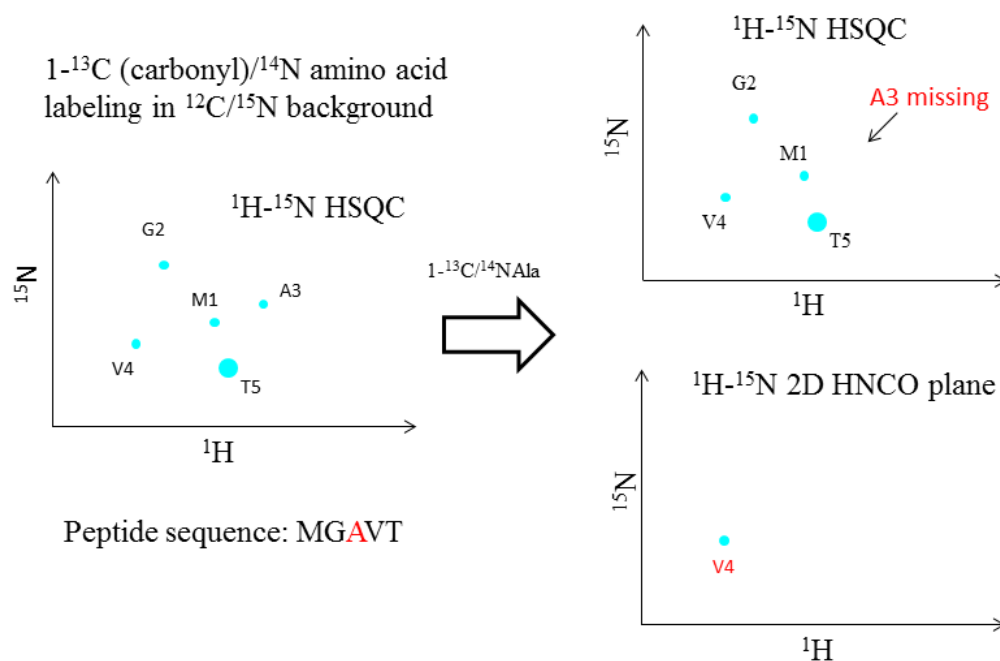 1-¹³C (carbonyl)/¹⁴N amino acid
labeling in ¹²C/¹⁵N background
¹H-¹⁵N HSQC
G2
M1
A3
V4
T5
¹⁵N
¹H
Peptide sequence: MGAVT
1-¹³C/¹⁴NAla
¹H-¹⁵N HSQC
G2
A3 missing
M1
V4
T5
¹⁵N
¹H
¹H-¹⁵N 2D HNCO plane
¹⁵N
V4
¹H